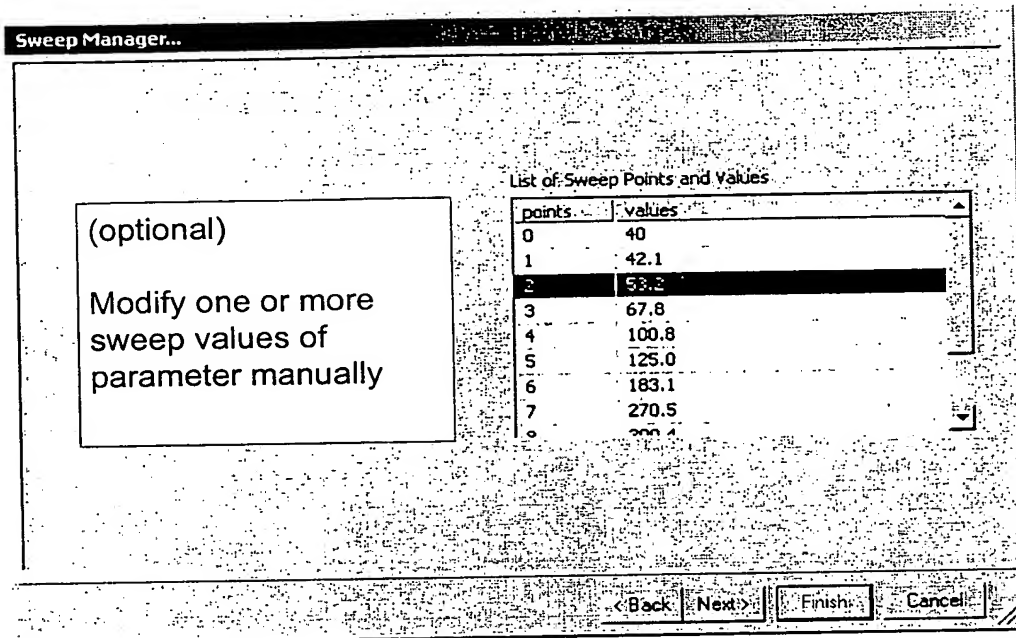 Sweep Manager...
(optional)
Modify one or more
sweep values of
parameter manually
List of Sweep Points and Values
points values
0 40
1 42.1
2 53.2
3 67.8
4 100.8
5 125.0
6 183.1
7 270.5
< Back Next > Finish Cancel